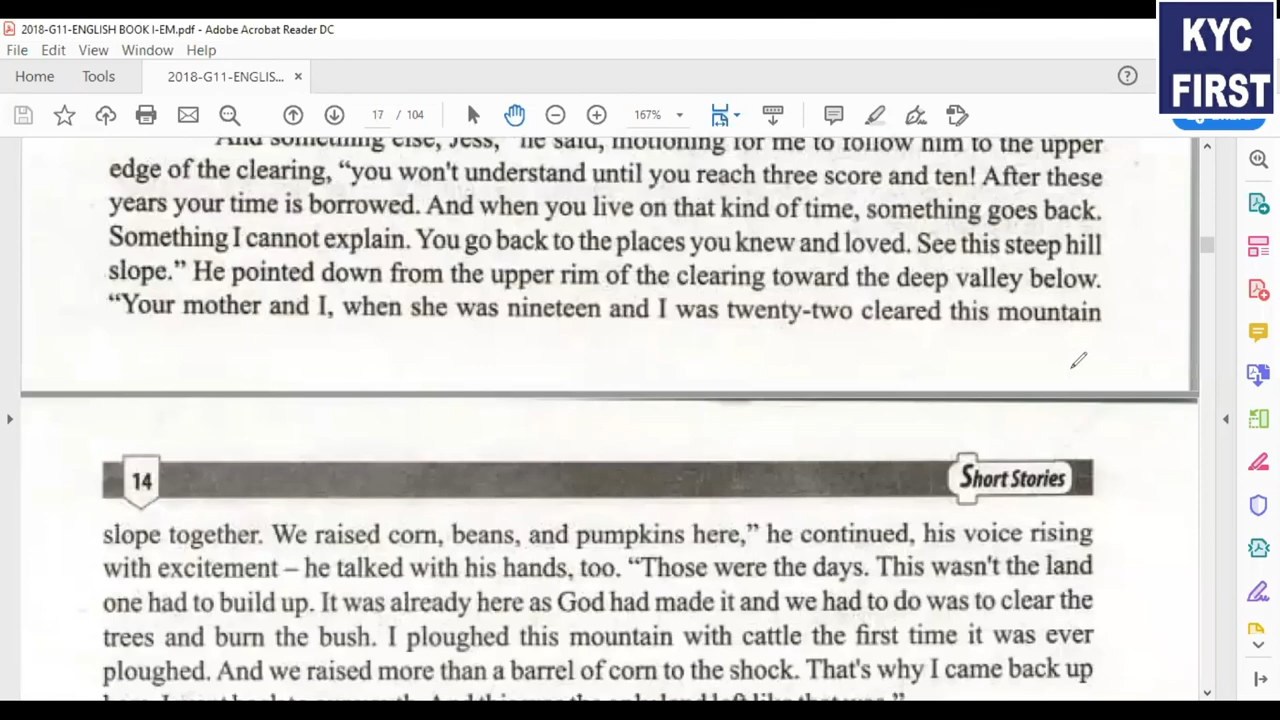 2018-G11-ENGLISH BOOK I-EM.pdf - Adobe Acrobat Reader DC
KYC
FIRST
File Edit View Window Help
Home Tools 2018-G11-ENGLIS... ×
17 / 104 167%
And something else, Jess," he said, motioning for me to follow him to the upper
edge of the clearing, “you won't understand until you reach three score and ten! After these
years your time is borrowed. And when you live on that kind of time, something goes back.
Something I cannot explain. You go back to the places you knew and loved. See this steep hill
slope.” He pointed down from the upper rim of the clearing toward the deep valley below.
“Your mother and I, when she was nineteen and I was twenty-two cleared this mountain
14 Short Stories
slope together. We raised corn, beans, and pumpkins here,” he continued, his voice rising
with excitement – he talked with his hands, too. “Those were the days. This wasn't the land
one had to build up. It was already here as God had made it and we had to do was to clear the
trees and burn the bush. I ploughed this mountain with cattle the first time it was ever
ploughed. And we raised more than a barrel of corn to the shock. That's why I came back up